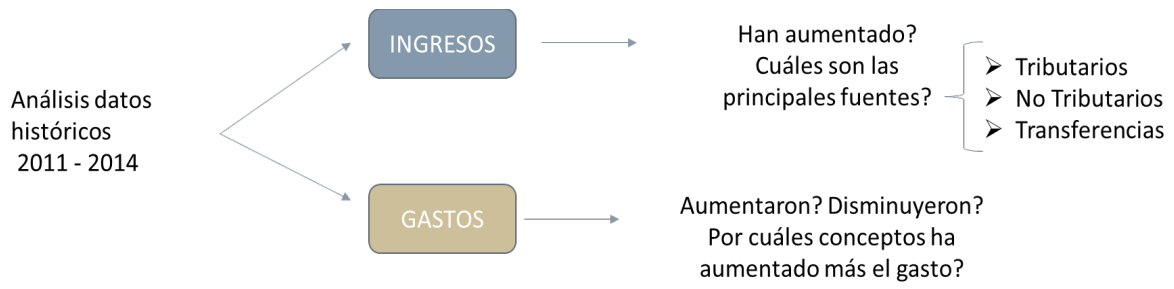 Análisis datos
históricos
2011 - 2014
INGRESOS
Han aumentado?
Cuáles son las
principales fuentes?
Tributarios
No Tributarios
Transferencias
GASTOS
Aumentaron? Disminuyeron?
Por cuáles conceptos ha
aumentado más el gasto?